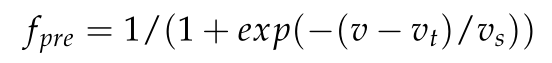 f_{pre} = 1/(1 + exp(-(v - v_t)/v_s))